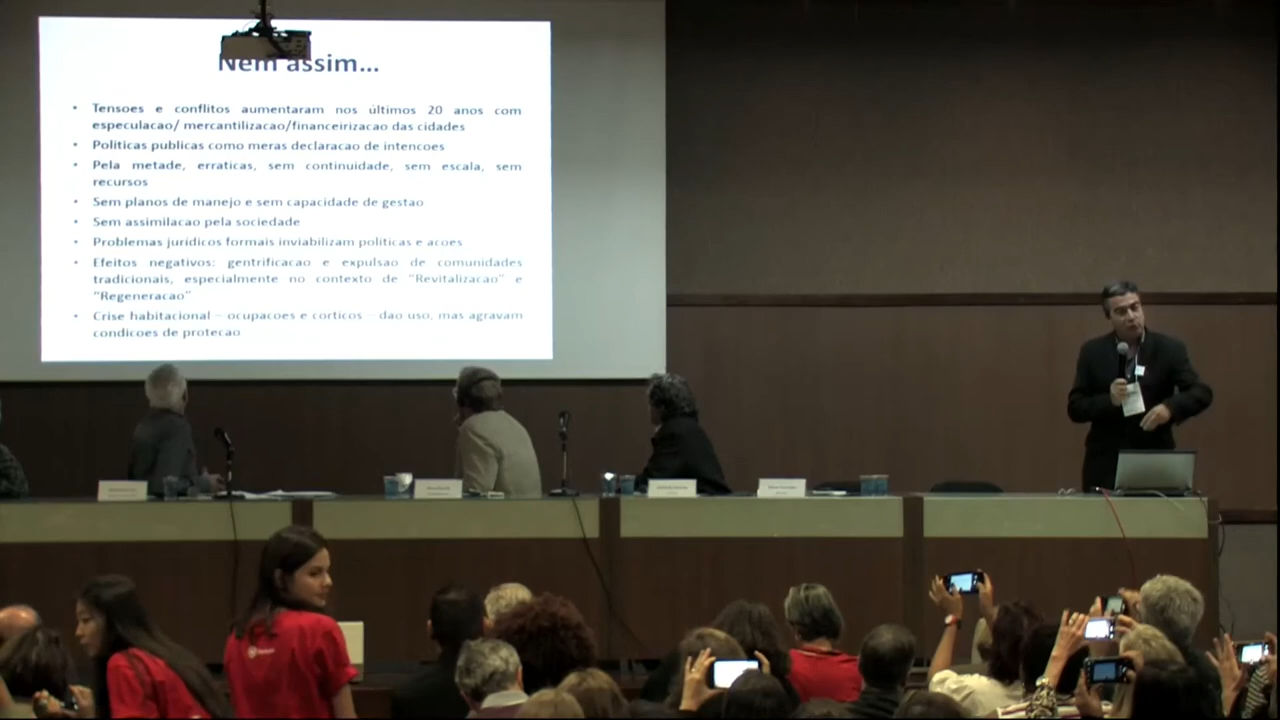 Nem assim...
• Tensoes e conflitos aumentaram nos últimos 20 anos com
especulacao/ mercantilizacao/financeirizacao das cidades
• Politicas publicas como meras declaracao de intencoes
• Pela metade, erraticas, sem continuidade, sem escala, sem
recursos
• Sem planos de manejo e sem capacidade de gestao
• Sem assimilacao pela sociedade
• Problemas jurídicos formais inviabilizam politicas e acoes
• Efeitos negativos: gentrificacao e expulsao de comunidades
tradicionais, especialmente no contexto de “Revitalizacao” e
“Regeneracao”
• Crise habitacional – ocupacoes e corticos – dao uso, mas agravam
condicoes de protecao